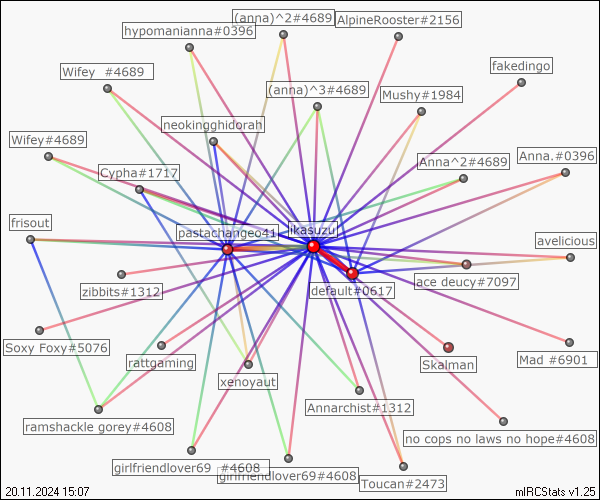 (anna)^2#4689
AlpineRooster#2156
hypomanianna#0396
fakedingo
Wifey  #4689
(anna)^3#4689
Mushy#1984
neokingghidorah
Wifey#4689
Anna^2#4689
Anna.#0396
Cypha#1717
frisout
pastachangeo41
ikasuzu
avelicious
zibbits#1312
default#0617
ace deucy#7097
Soxy Foxy#5076
rattgaming
Skalman
Mad  #6901
xenoyaut
Annarchist#1312
ramshackle gorey#4608
no cops no laws no hope#4608
girlfriendlover69  #4608
girlfriendlover69#4608
Toucan#2473
20.11.2024 15:07
mIRCStats v1.25